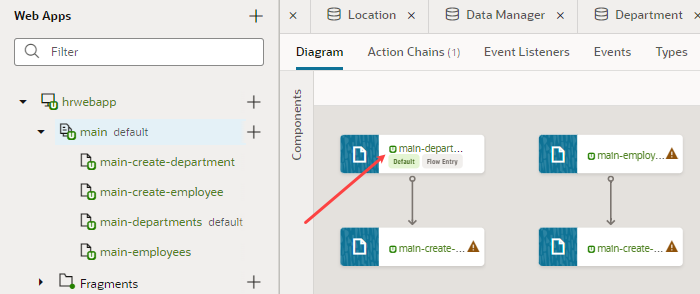 Web Apps
Filter
hrwebapp
main default
main-create-department
main-create-employee
main-departments default
main-employees
Fragments
Location
Data Manager
Department
Diagram
Action Chains (1)
Event Listeners
Events
Types
Components
main-depart...
Default
Flow Entry
main-employ...
main-create-...
main-create-...